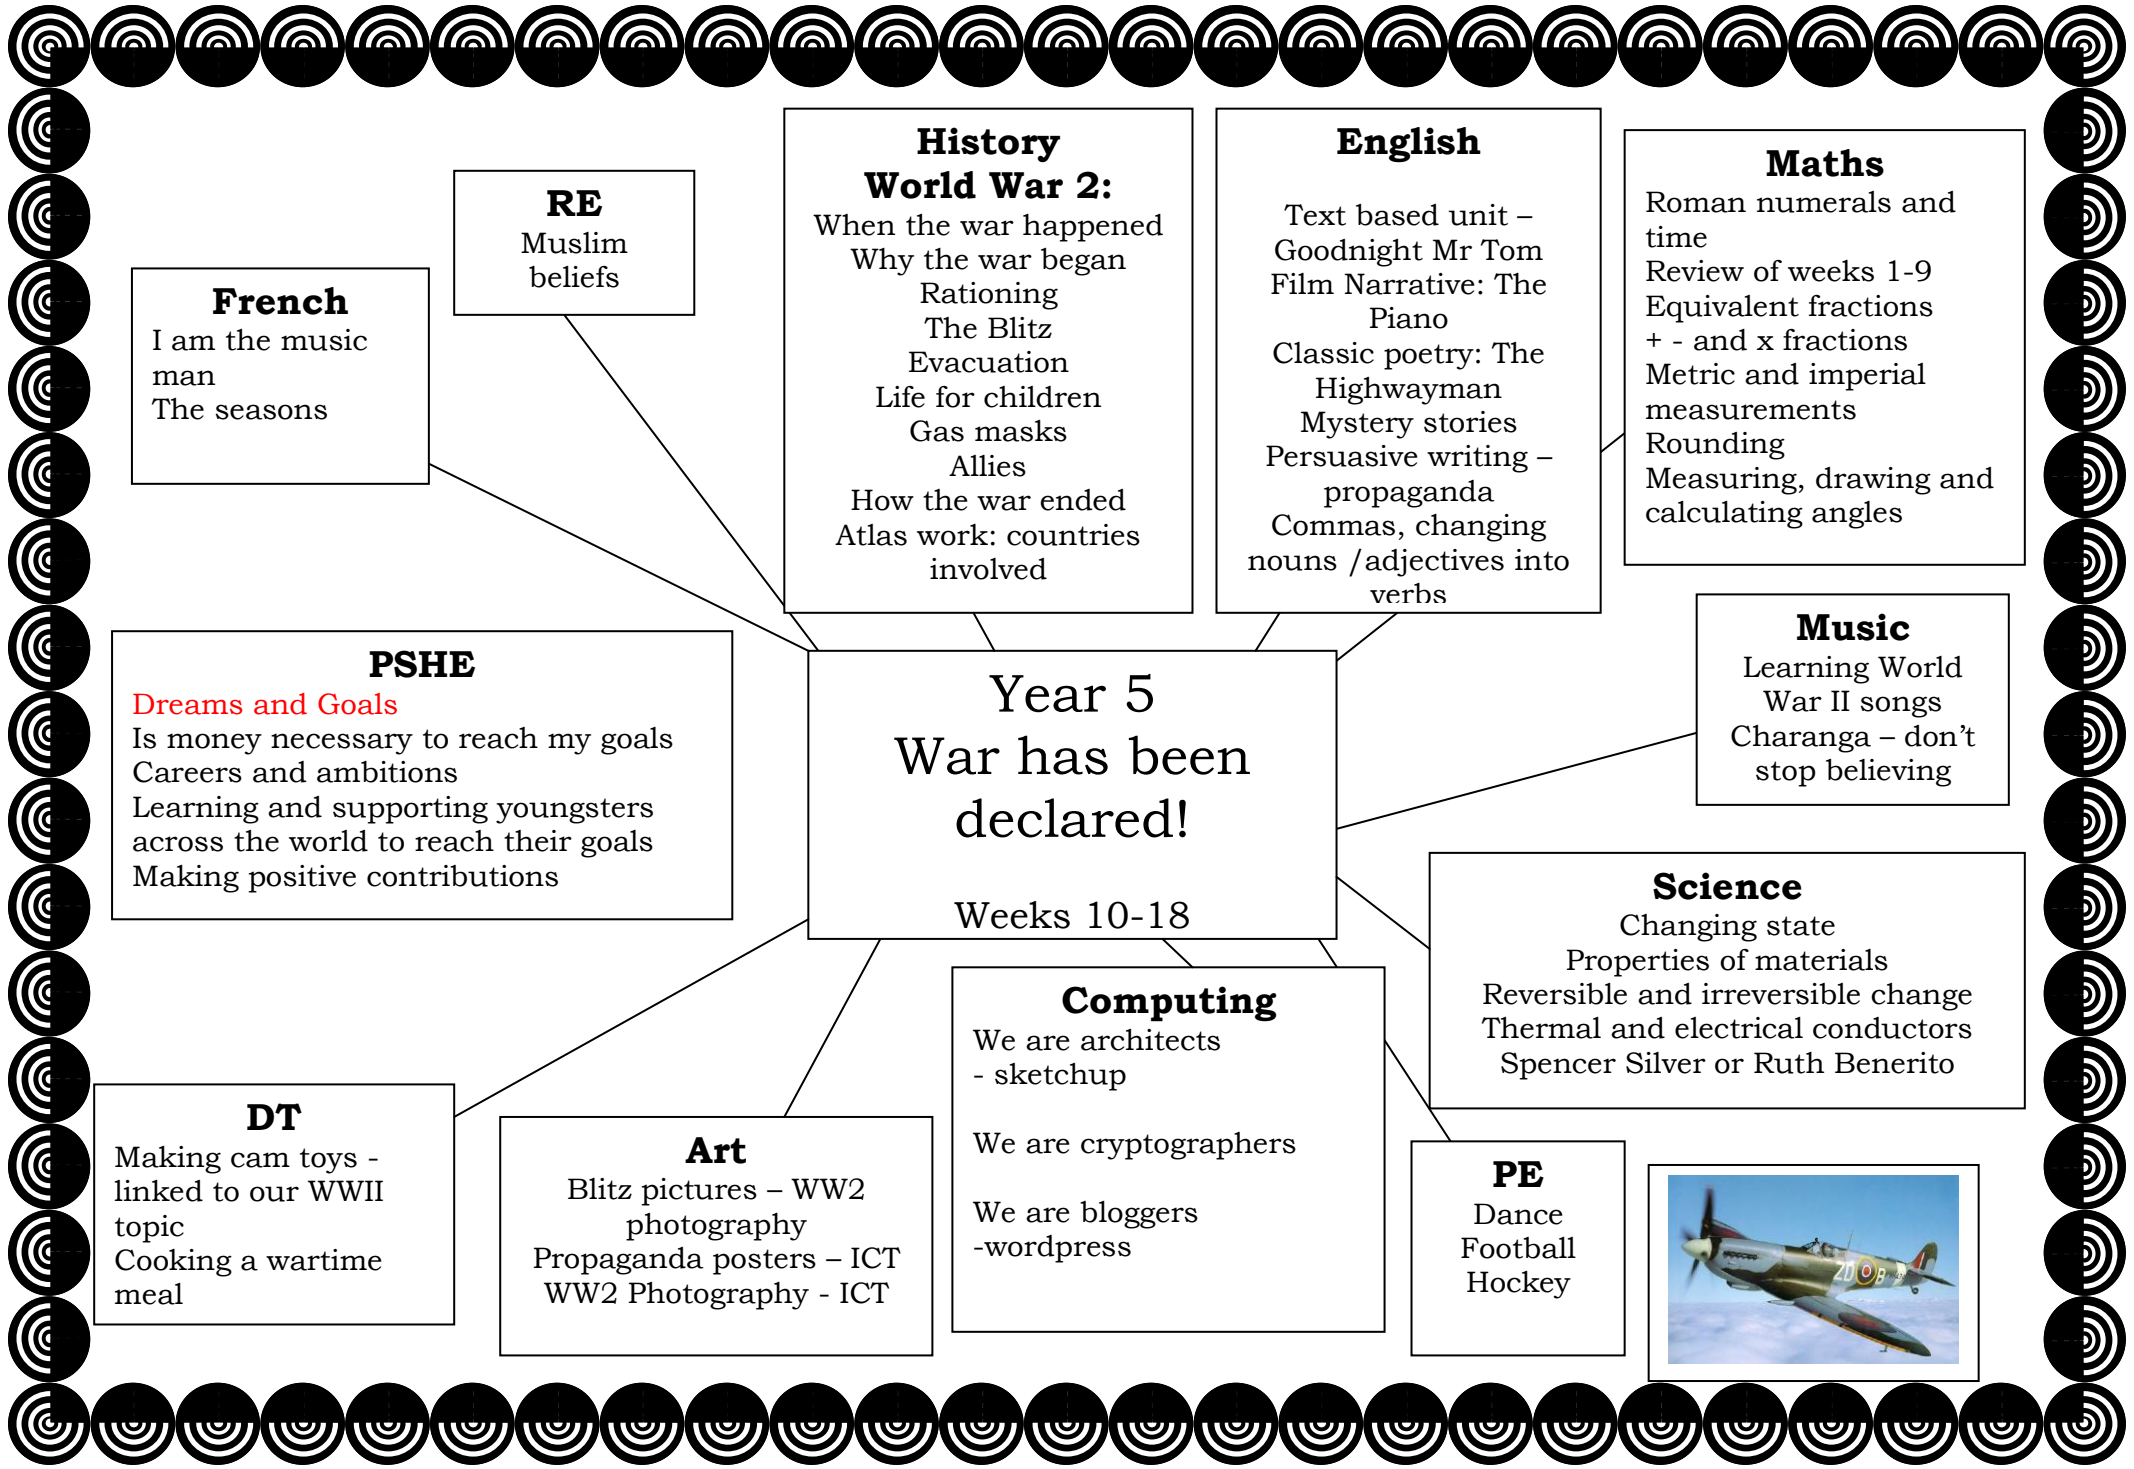 History
World War 2:
When the war happened
Why the war began
Rationing
The Blitz
Evacuation
Life for children
Gas masks
Allies
How the war ended
Atlas work: countries
involved
English
Text based unit –
Goodnight Mr Tom
Film Narrative: The
Piano
Classic poetry: The
Highwayman
Mystery stories
Persuasive writing –
propaganda
Commas, changing
nouns /adjectives into
verbs
Maths
Roman numerals and
time
Review of weeks 1-9
Equivalent fractions
+ - and x fractions
Metric and imperial
measurements
Rounding
Measuring, drawing and
calculating angles
RE
Muslim
beliefs
French
I am the music
man
The seasons
PSHE
Dreams and Goals
Is money necessary to reach my goals
Careers and ambitions
Learning and supporting youngsters
across the world to reach their goals
Making positive contributions
Year 5
War has been
declared!
Weeks 10-18
Music
Learning World
War II songs
Charanga – don’t
stop believing
Science
Changing state
Properties of materials
Reversible and irreversible change
Thermal and electrical conductors
Spencer Silver or Ruth Benerito
DT
Making cam toys -
linked to our WWII
topic
Cooking a wartime
meal
Art
Blitz pictures – WW2
photography
Propaganda posters – ICT
WW2 Photography - ICT
Computing
We are architects
- sketchup
We are cryptographers
We are bloggers
-wordpress
PE
Dance
Football
Hockey
ZD B